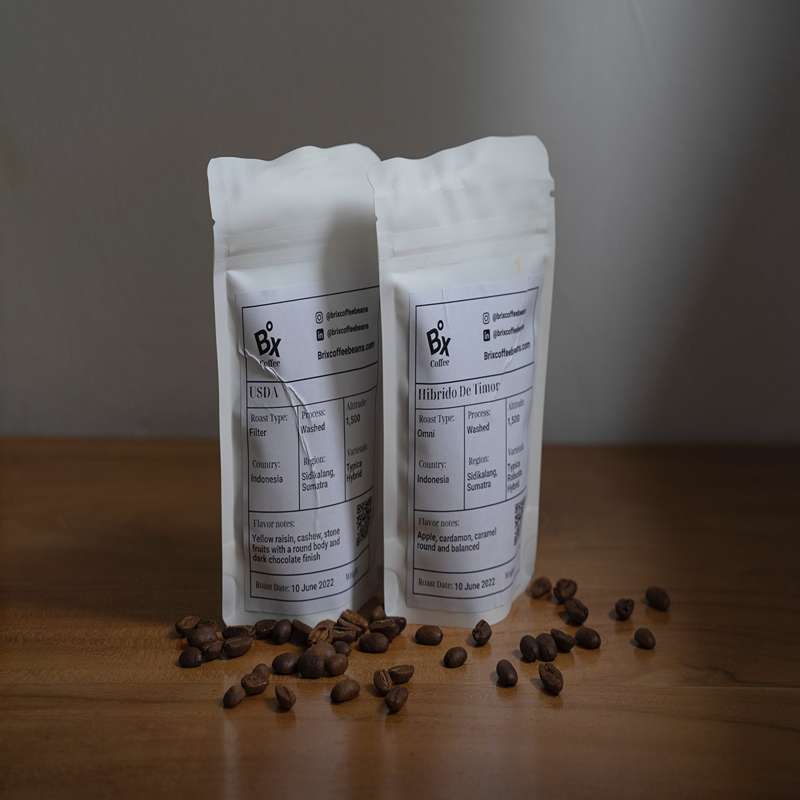 B°X
Coffee
@brixcoffeebeans
@brixcoffeebeans
Brixcoffeebeans.com
USDA
Roast Type:
Filter
Process:
Washed
Altitude:
1,500
Country:
Indonesia
Region:
Sidikalang,
Sumatra
Varietals:
Typica
Hybrid
Flavor notes:
Yellow raisin, cashew, stone
fruits with a round body and
dark chocolate finish
Roast Date: 10 June 2022
B°X
Coffee
@brixcoffeebeans
@brixcoffeebeans
Brixcoffeebeans.com
Hibrido De Timor
Roast Type:
Omni
Process:
Washed
Altitude:
1,500
Country:
Indonesia
Region:
Sidikalang,
Sumatra
Varietals:
Typica
Robusta
Hybrid
Flavor notes:
Apple, cardamon, caramel
round and balanced
Roast Date: 10 June 2022